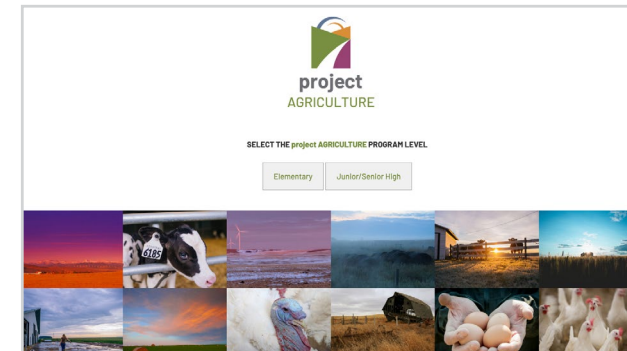 project
AGRICULTURE
SELECT THE project AGRICULTURE PROGRAM LEVEL
Elementary
Junior/Senior High
6185